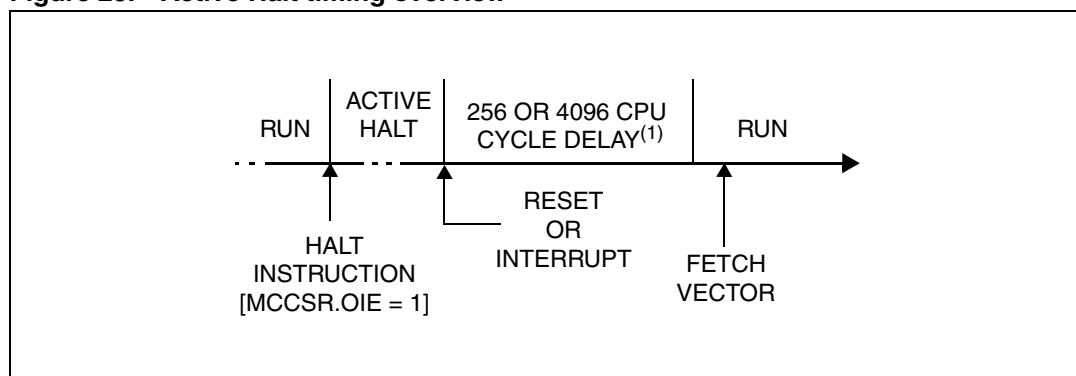 Figure Active Halt timing overview
RUN
ACTIVE
HALT
256 OR 4096 CPU
CYCLE DELAY(1)
RUN
RESET
OR
INTERRUPT
HALT
INSTRUCTION
[MCCSR.OIE = 1]
FETCH
VECTOR